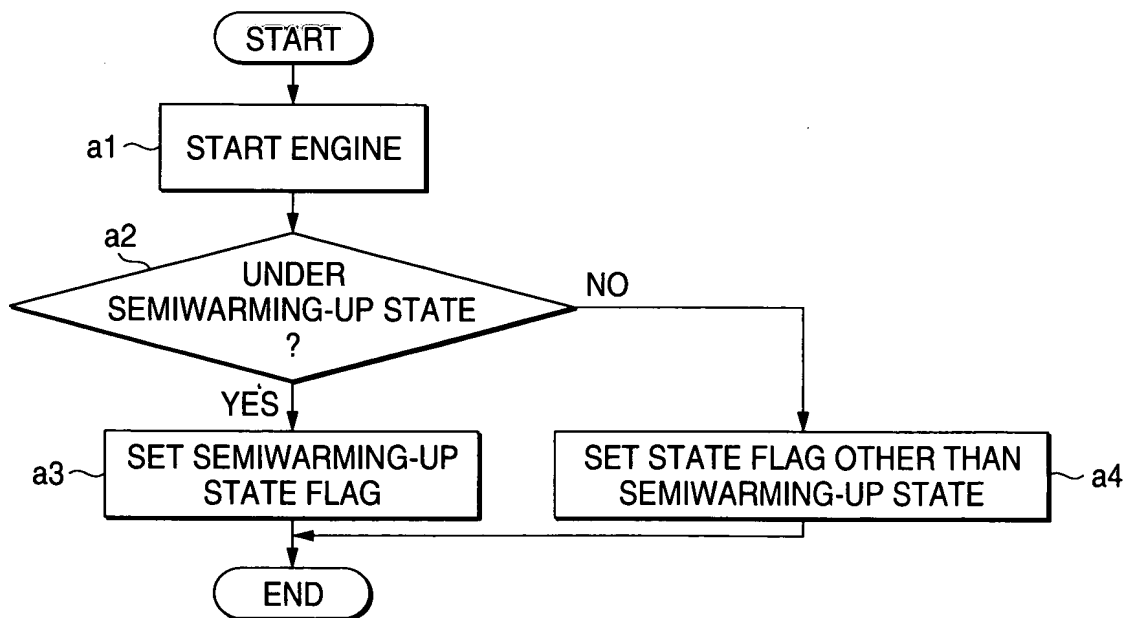 START
a1
START ENGINE
a2
UNDER
SEMIWARMING-UP STATE
?
NO
YES
a3
SET SEMIWARMING-UP
STATE FLAG
SET STATE FLAG OTHER THAN
SEMIWARMING-UP STATE
a4
END